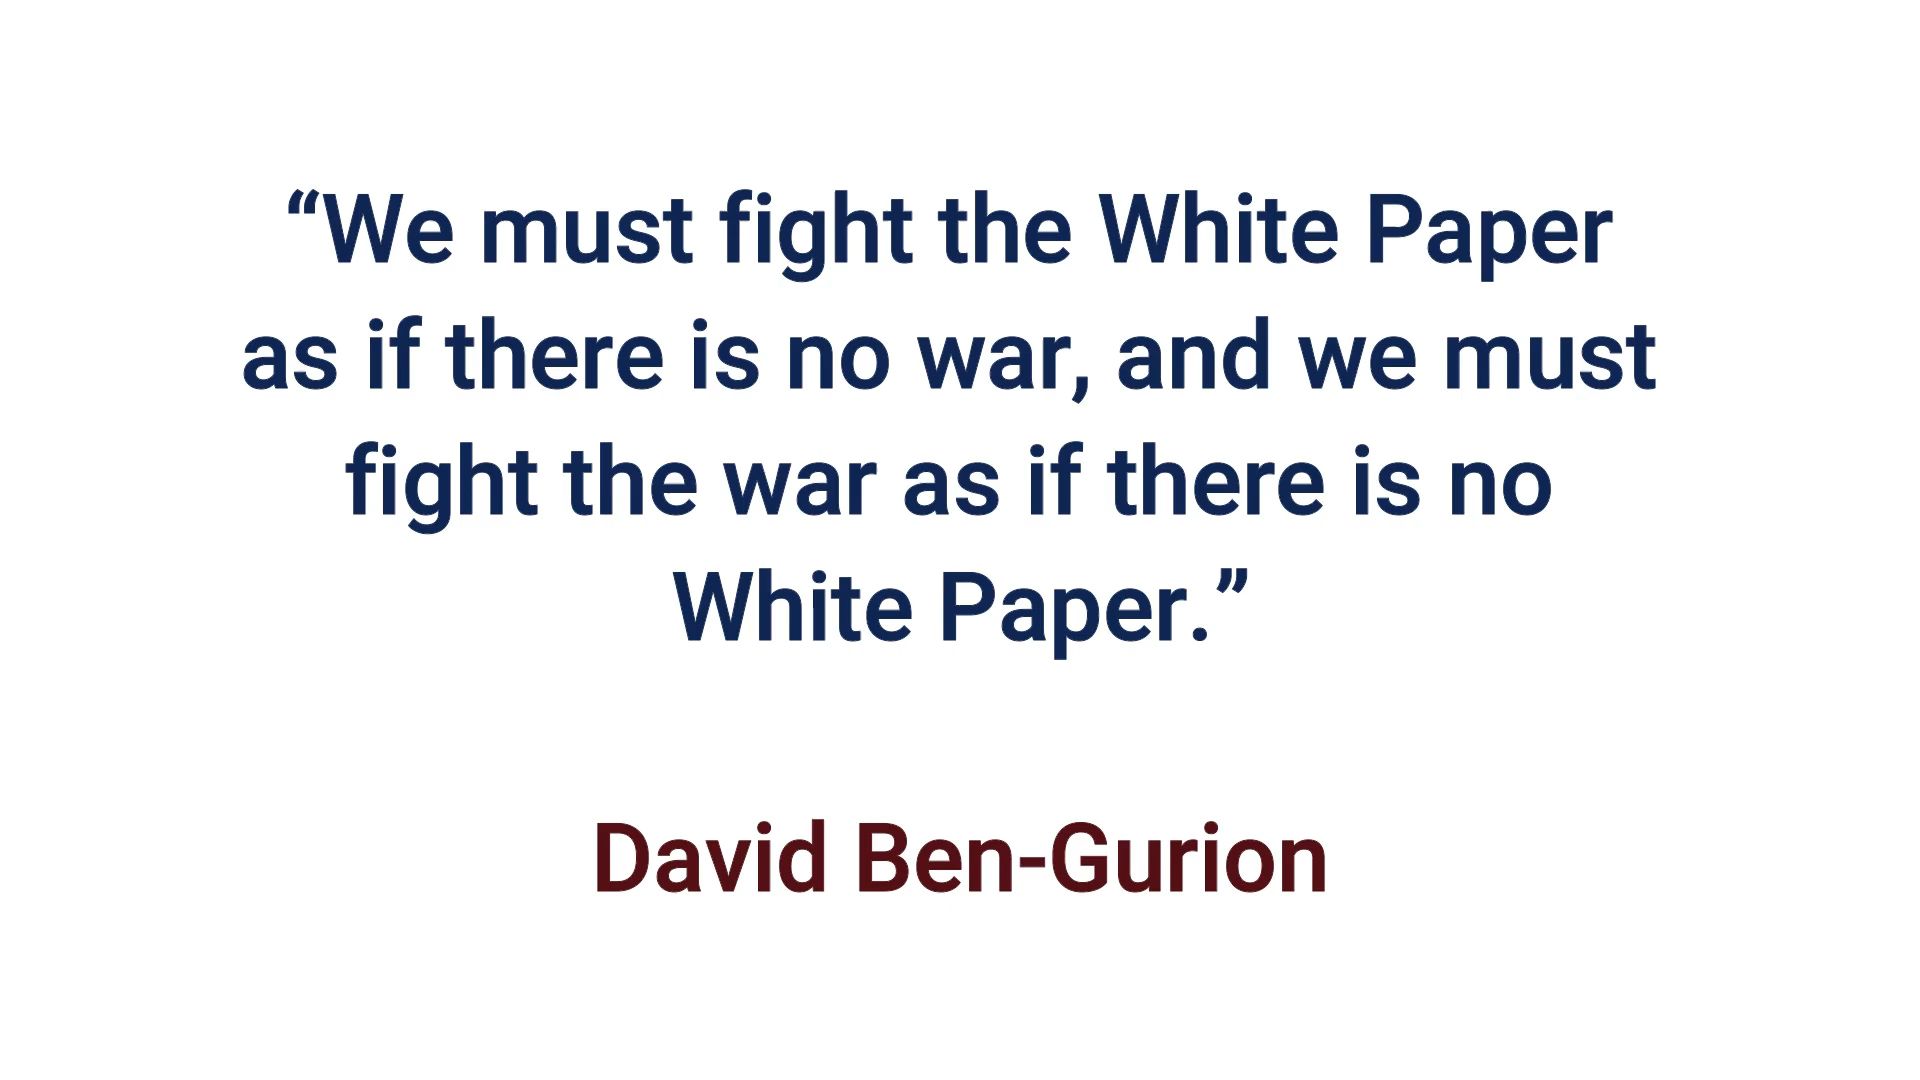 “We must fight the White Paper
as if there is no war, and we must
fight the war as if there is no
White Paper.”
David Ben-Gurion